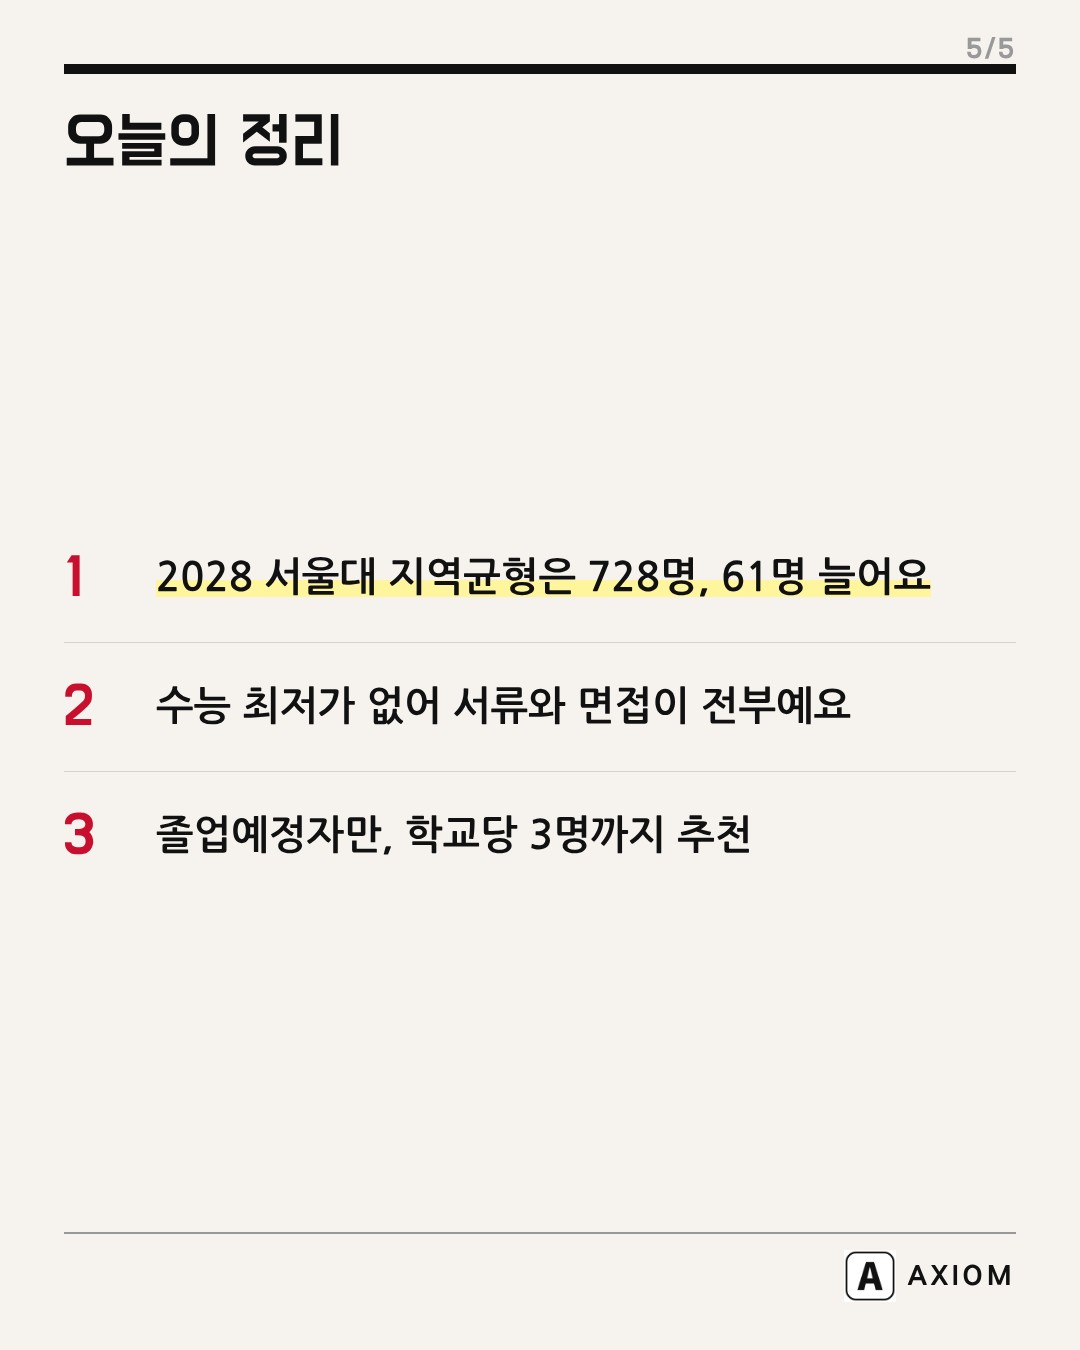 5/5
오늘의 정리
1 2028 서울대 지역균형은 728명, 61명 늘어요
2 수능 최저가 없어 서류와 면접이 전부예요
3 졸업예정자만, 학교당 3명까지 추천
A AXIOM